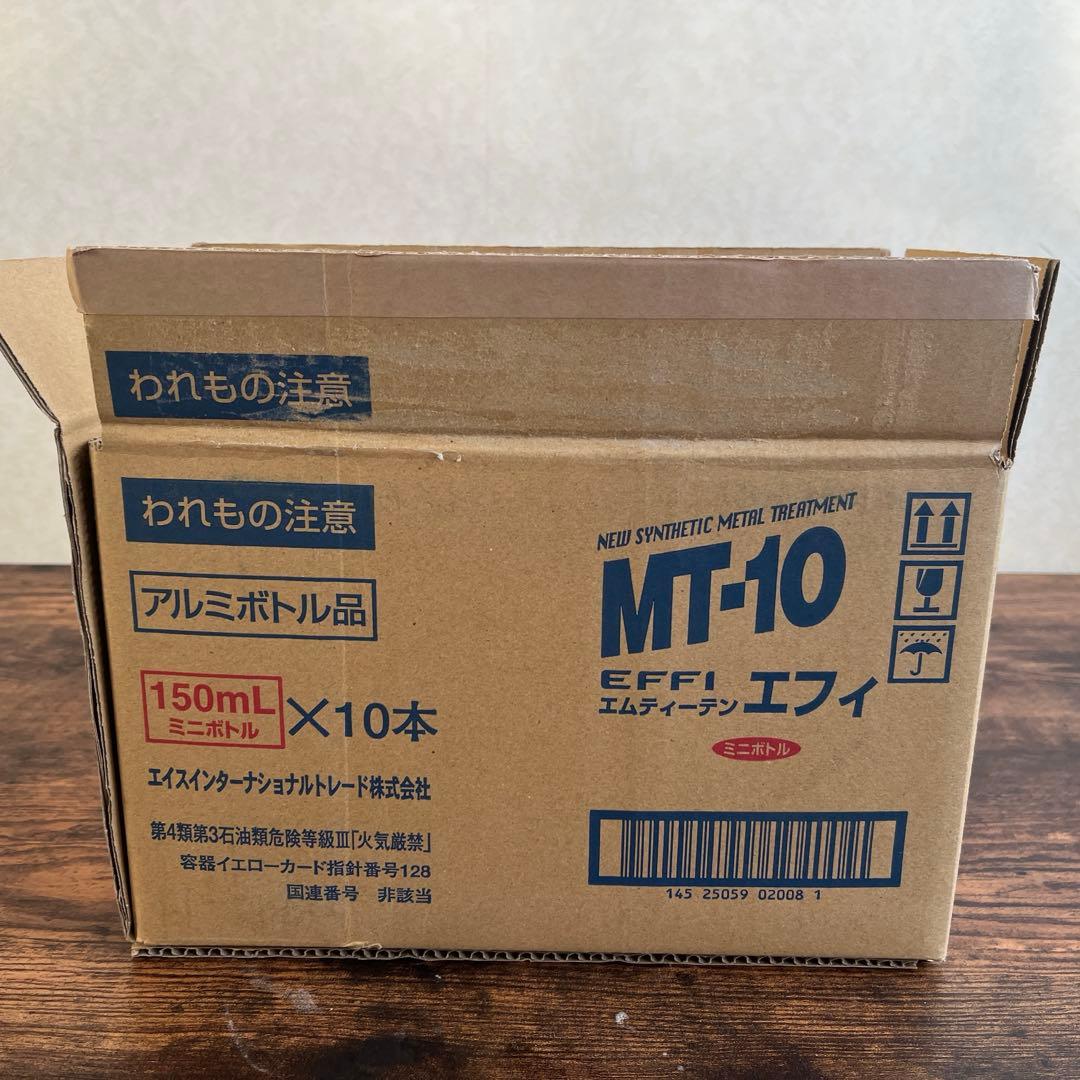 われもの注意
われもの注意
アルミボトル品
150mL
ミニボトル
×10本
エイスインターナショナルトレード株式会社
第4類第3石油類危険等級Ⅲ「火気厳禁」
容器イエローカード指針番号128
国連番号 非該当
NEW SYNTHETIC METAL TREATMENT
MT-10
EFFI
エムティーテン エフィ
ミニボトル
145 25059 02008 1